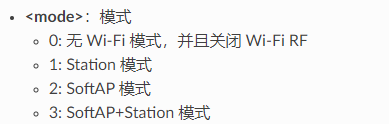 <mode>：模式
0: 无 Wi-Fi 模式，并且关闭 Wi-Fi RF
1: Station 模式
2: SoftAP 模式
3: SoftAP+Station 模式